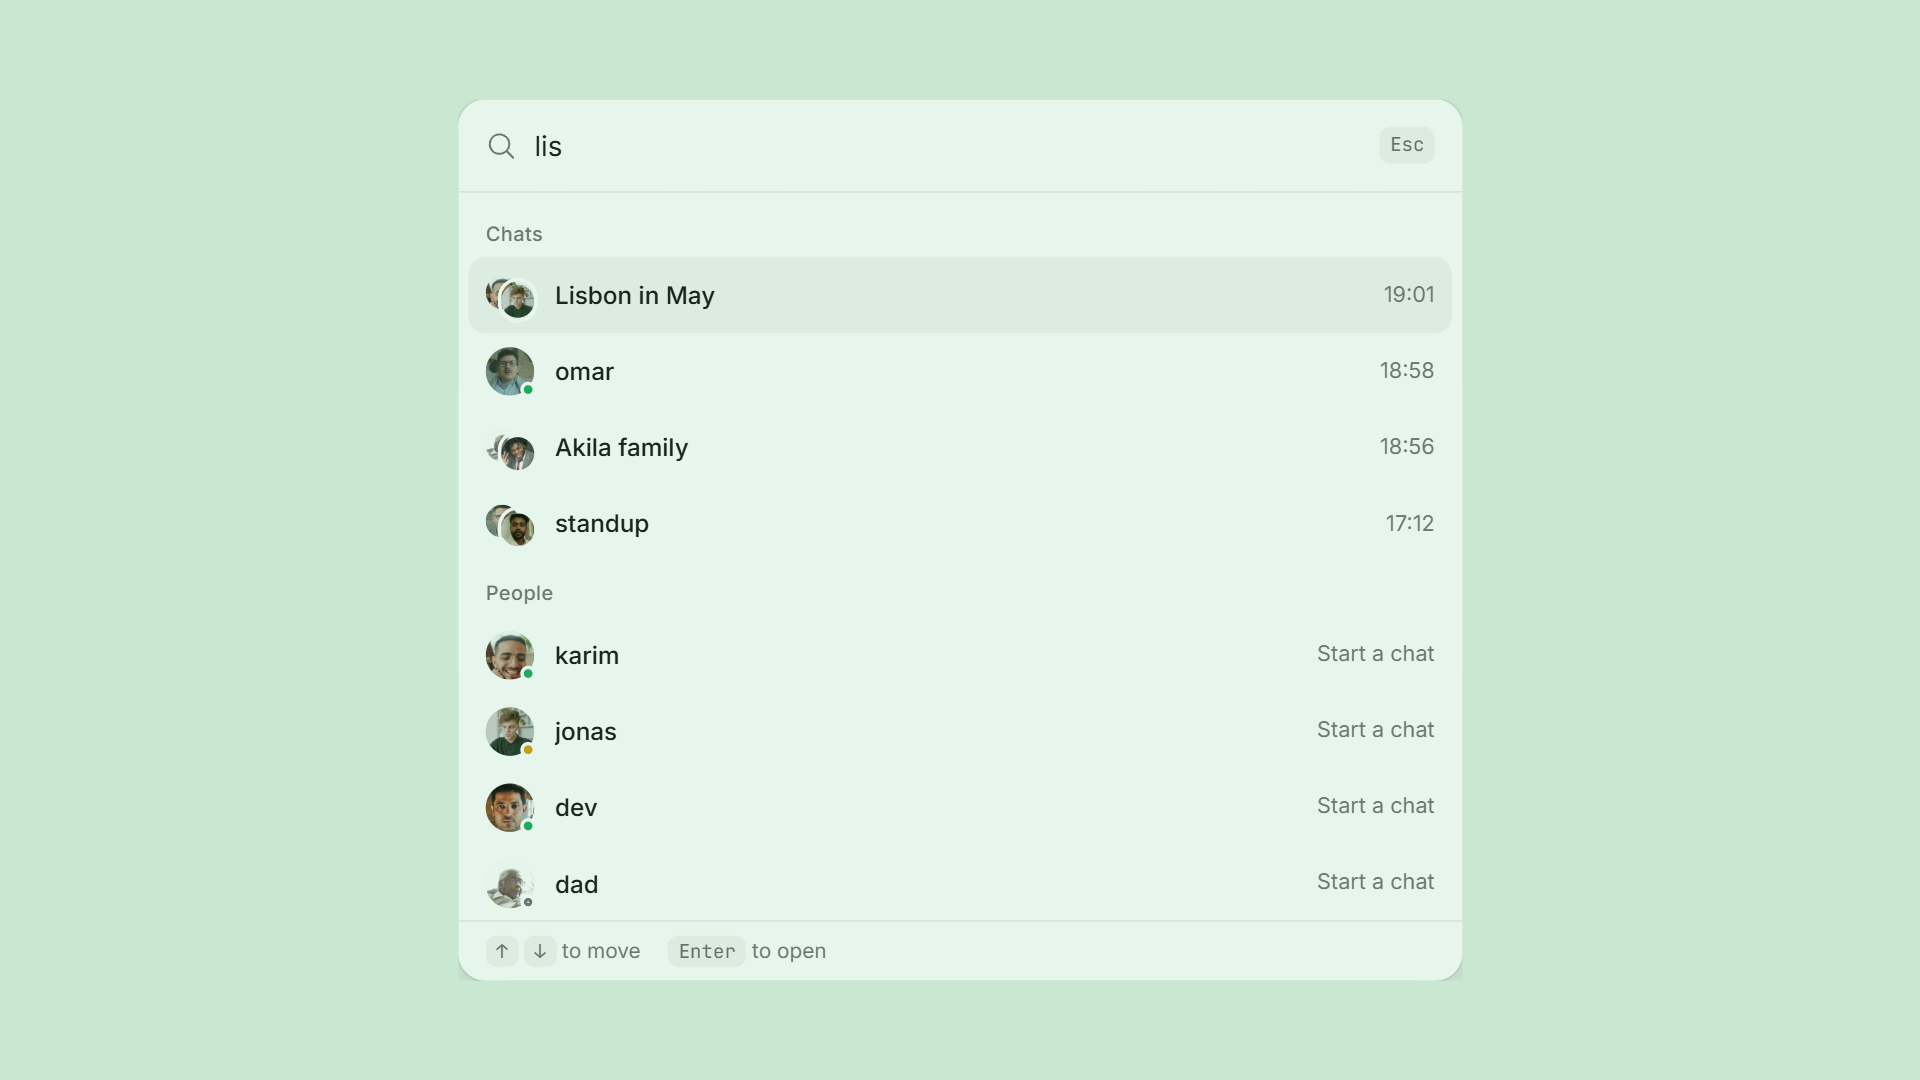 lis Esc
Chats
Lisbon in May 19:01
omar 18:58
Akila family 18:56
standup 17:12
People
karim Start a chat
jonas Start a chat
dev Start a chat
dad Start a chat
↑ ↓ to move Enter to open